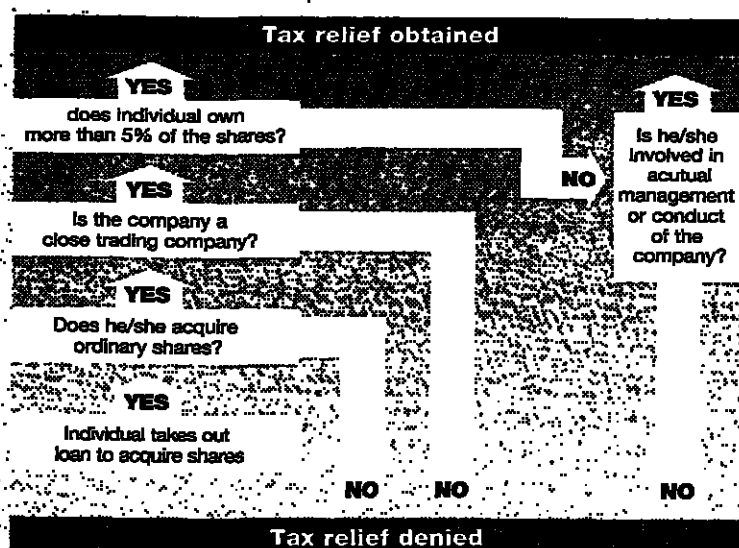 Tax relief obtained
YES
does individual own
more than 5% of the shares?
YES
Is the company a
close trading company?
YES
Does he/she acquire
ordinary shares?
YES
Individual takes out
loan to acquire shares
NO
NO
NO
YES
Is he/she
involved in
acutual
management
or conduct
of the
company?
NO
Tax relief denied